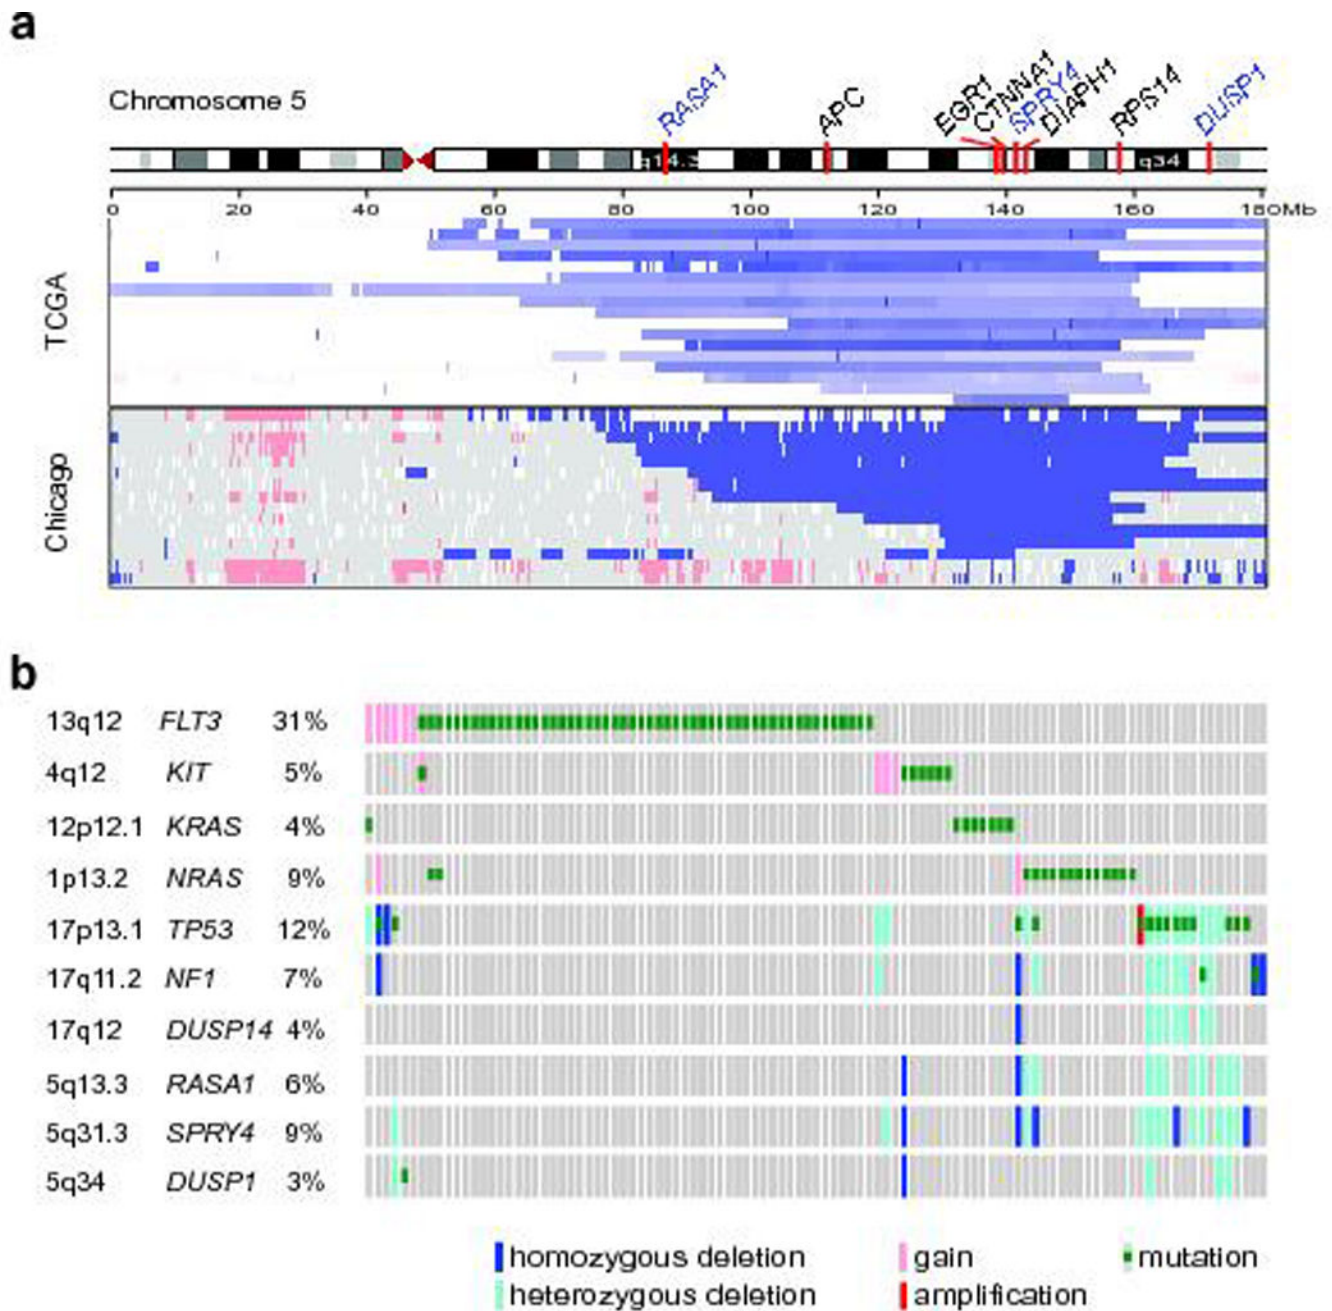 a
Chromosome 5
RASA1 APC EGR1 CTNNA1 SPRY4 DIAPH1 RPS14 DUSP1
q14.3 q34
0 20 40 60 80 100 120 140 160 180Mb
TCGA
Chicago
b
13q12 FLT3 31%
4q12 KIT 5%
12p12.1 KRAS 4%
1p13.2 NRAS 9%
17p13.1 TP53 12%
17q11.2 NF1 7%
17q12 DUSP14 4%
5q13.3 RASA1 6%
5q31.3 SPRY4 9%
5q34 DUSP1 3%
homozygous deletion gain mutation
heterozygous deletion amplification